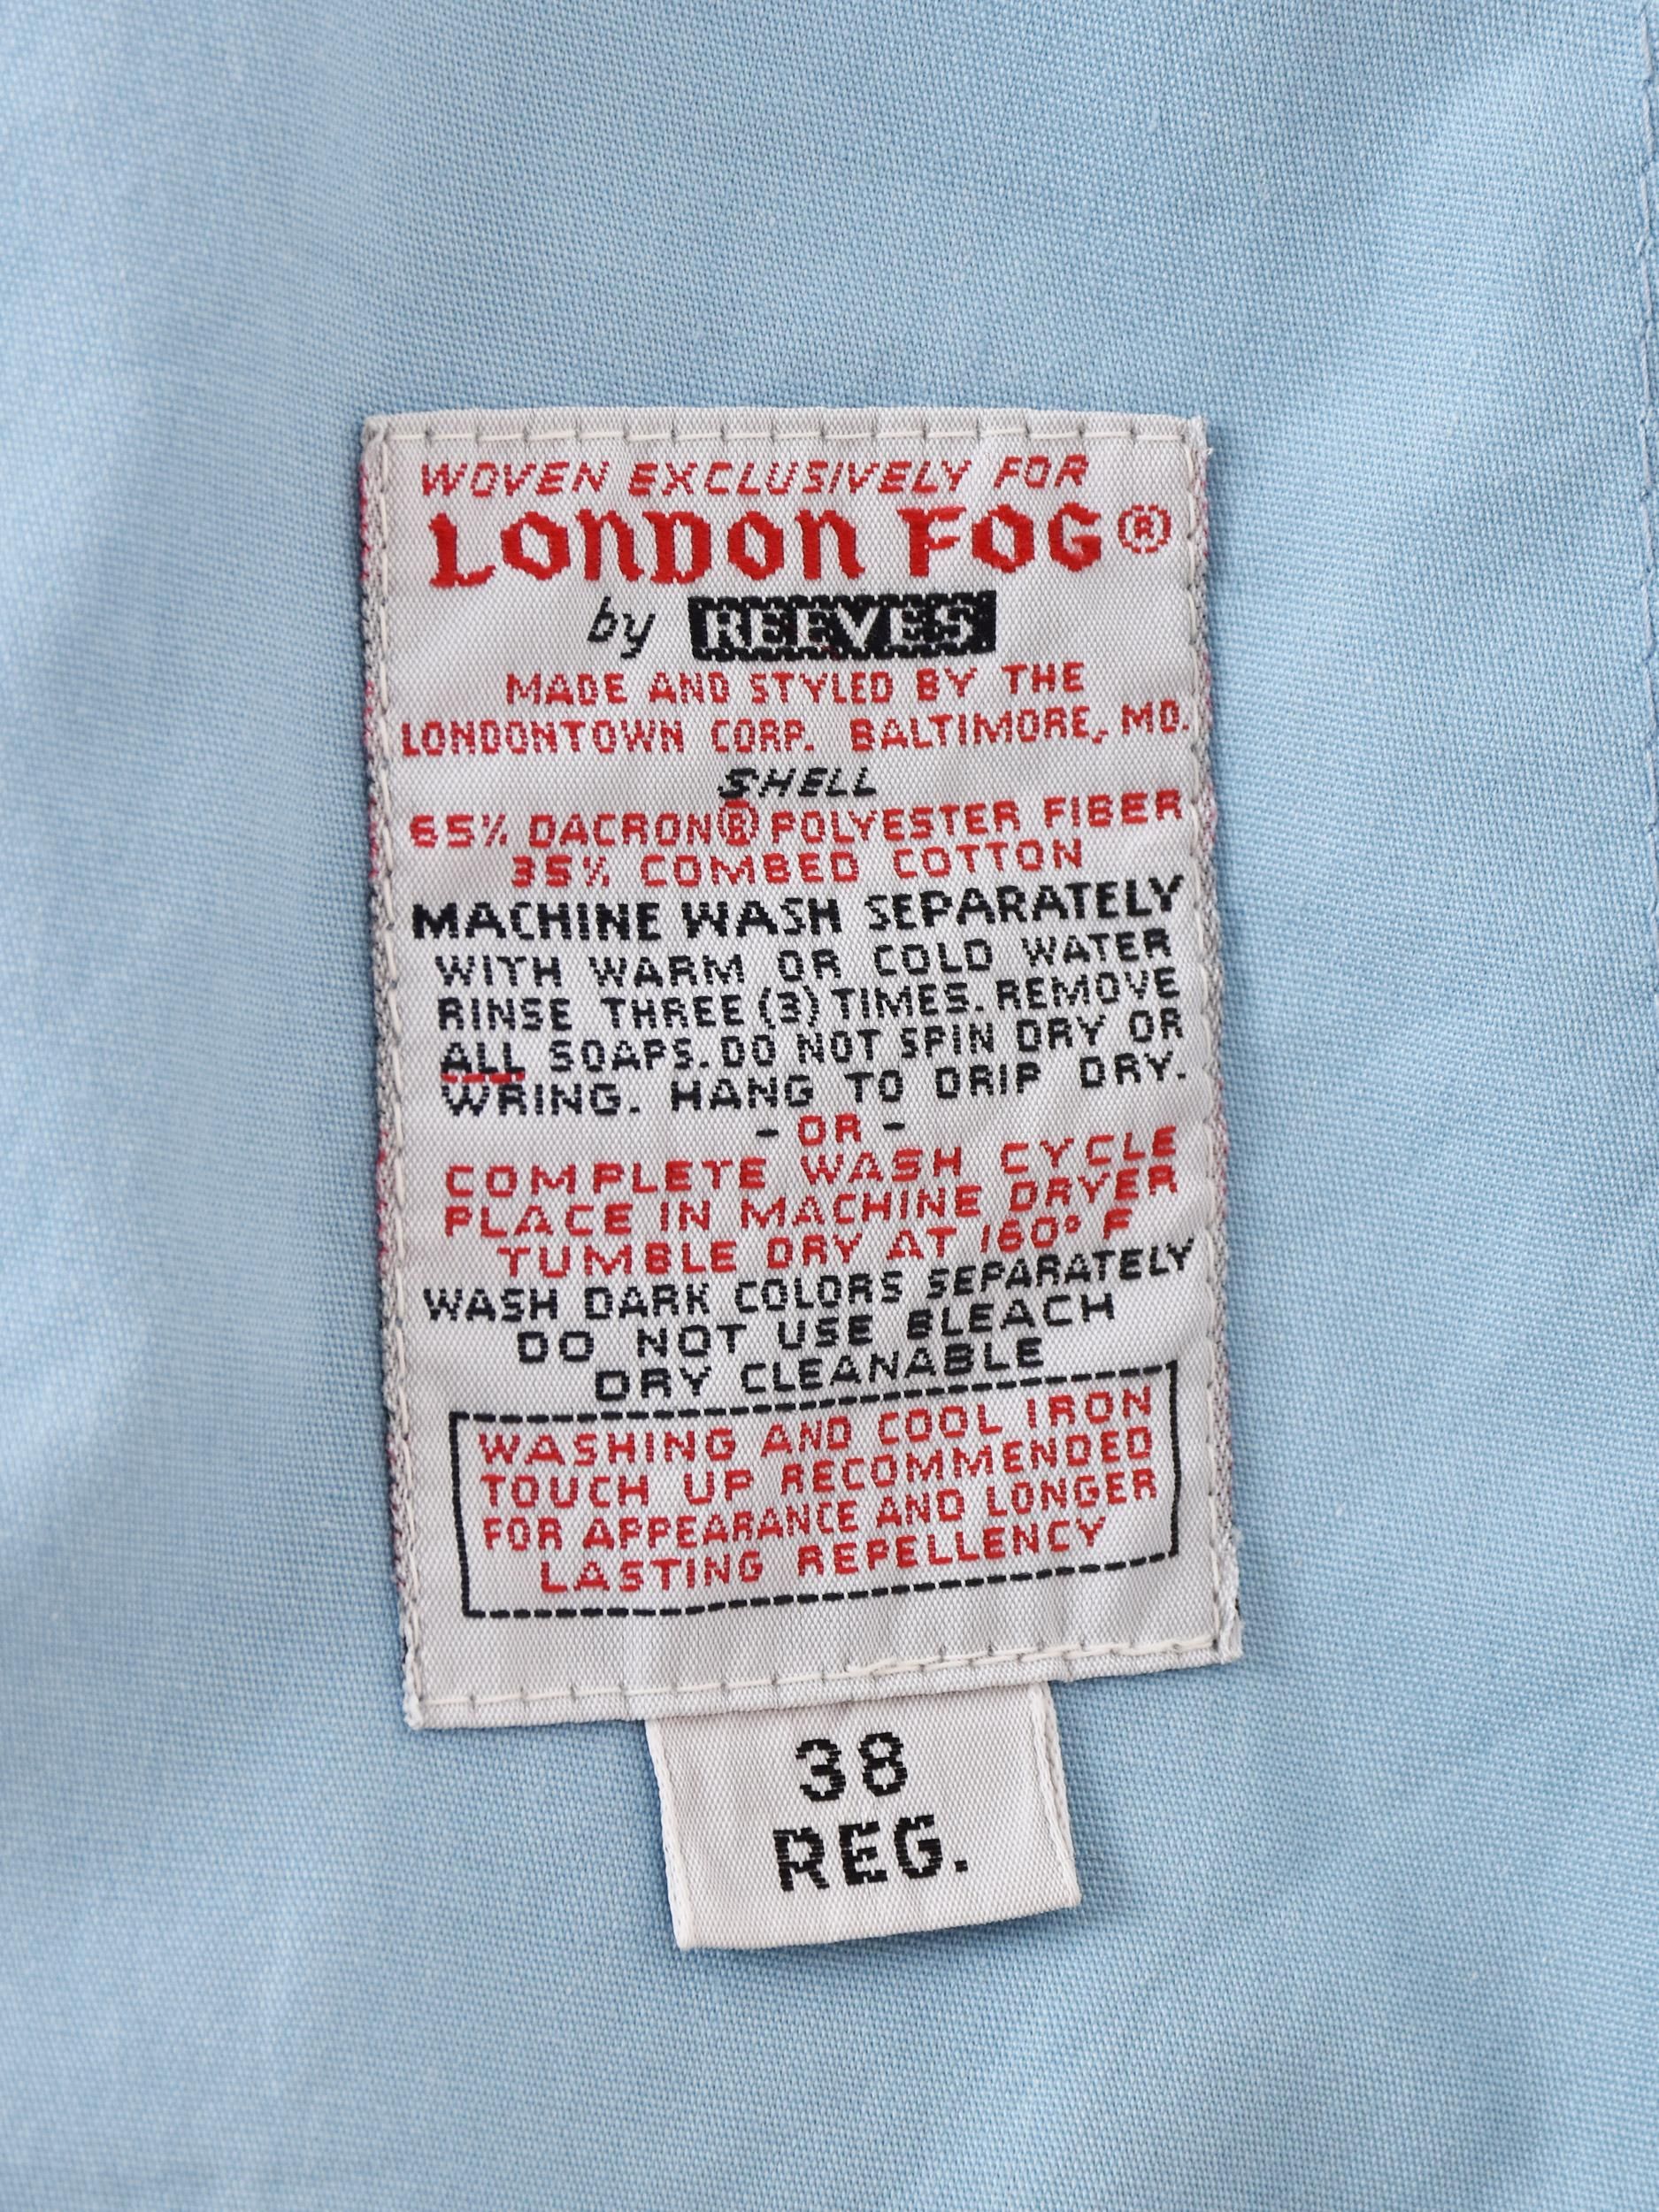 WOVEN EXCLUSIVELY FOR
LONDON FOG®
by REEVES
MADE AND STYLED BY THE
LONDONTOWN CORP. BALTIMORE, MD.
SHELL
65% DACRON® POLYESTER FIBER
35% COMBED COTTON
MACHINE WASH SEPARATELY
WITH WARM OR COLD WATER
RINSE THREE (3) TIMES. REMOVE
ALL SOAPS. DO NOT SPIN DRY OR
WRING. HANG TO DRIP DRY.
- OR -
COMPLETE WASH CYCLE
PLACE IN MACHINE DRYER
TUMBLE DRY AT 160° F
WASH DARK COLORS SEPARATELY
DO NOT USE BLEACH
DRY CLEANABLE
WASHING AND COOL IRON
TOUCH UP RECOMMENDED
FOR APPEARANCE AND LONGER
LASTING REPELLENCY
38
REG.